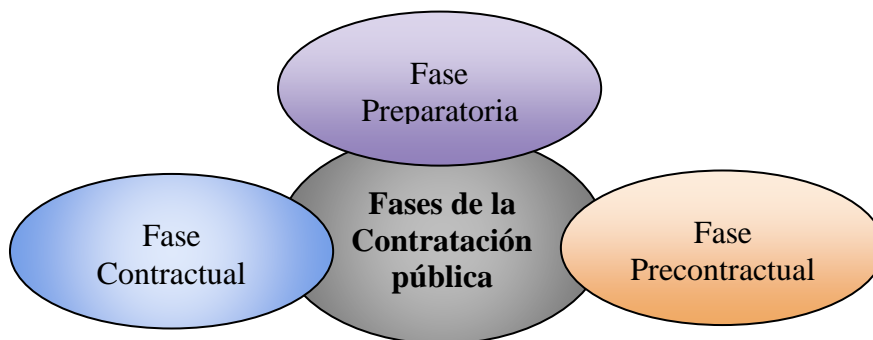 Fase
Preparatoria
Fases de la
Contratación
pública
Fase
Contractual
Fase
Precontractual